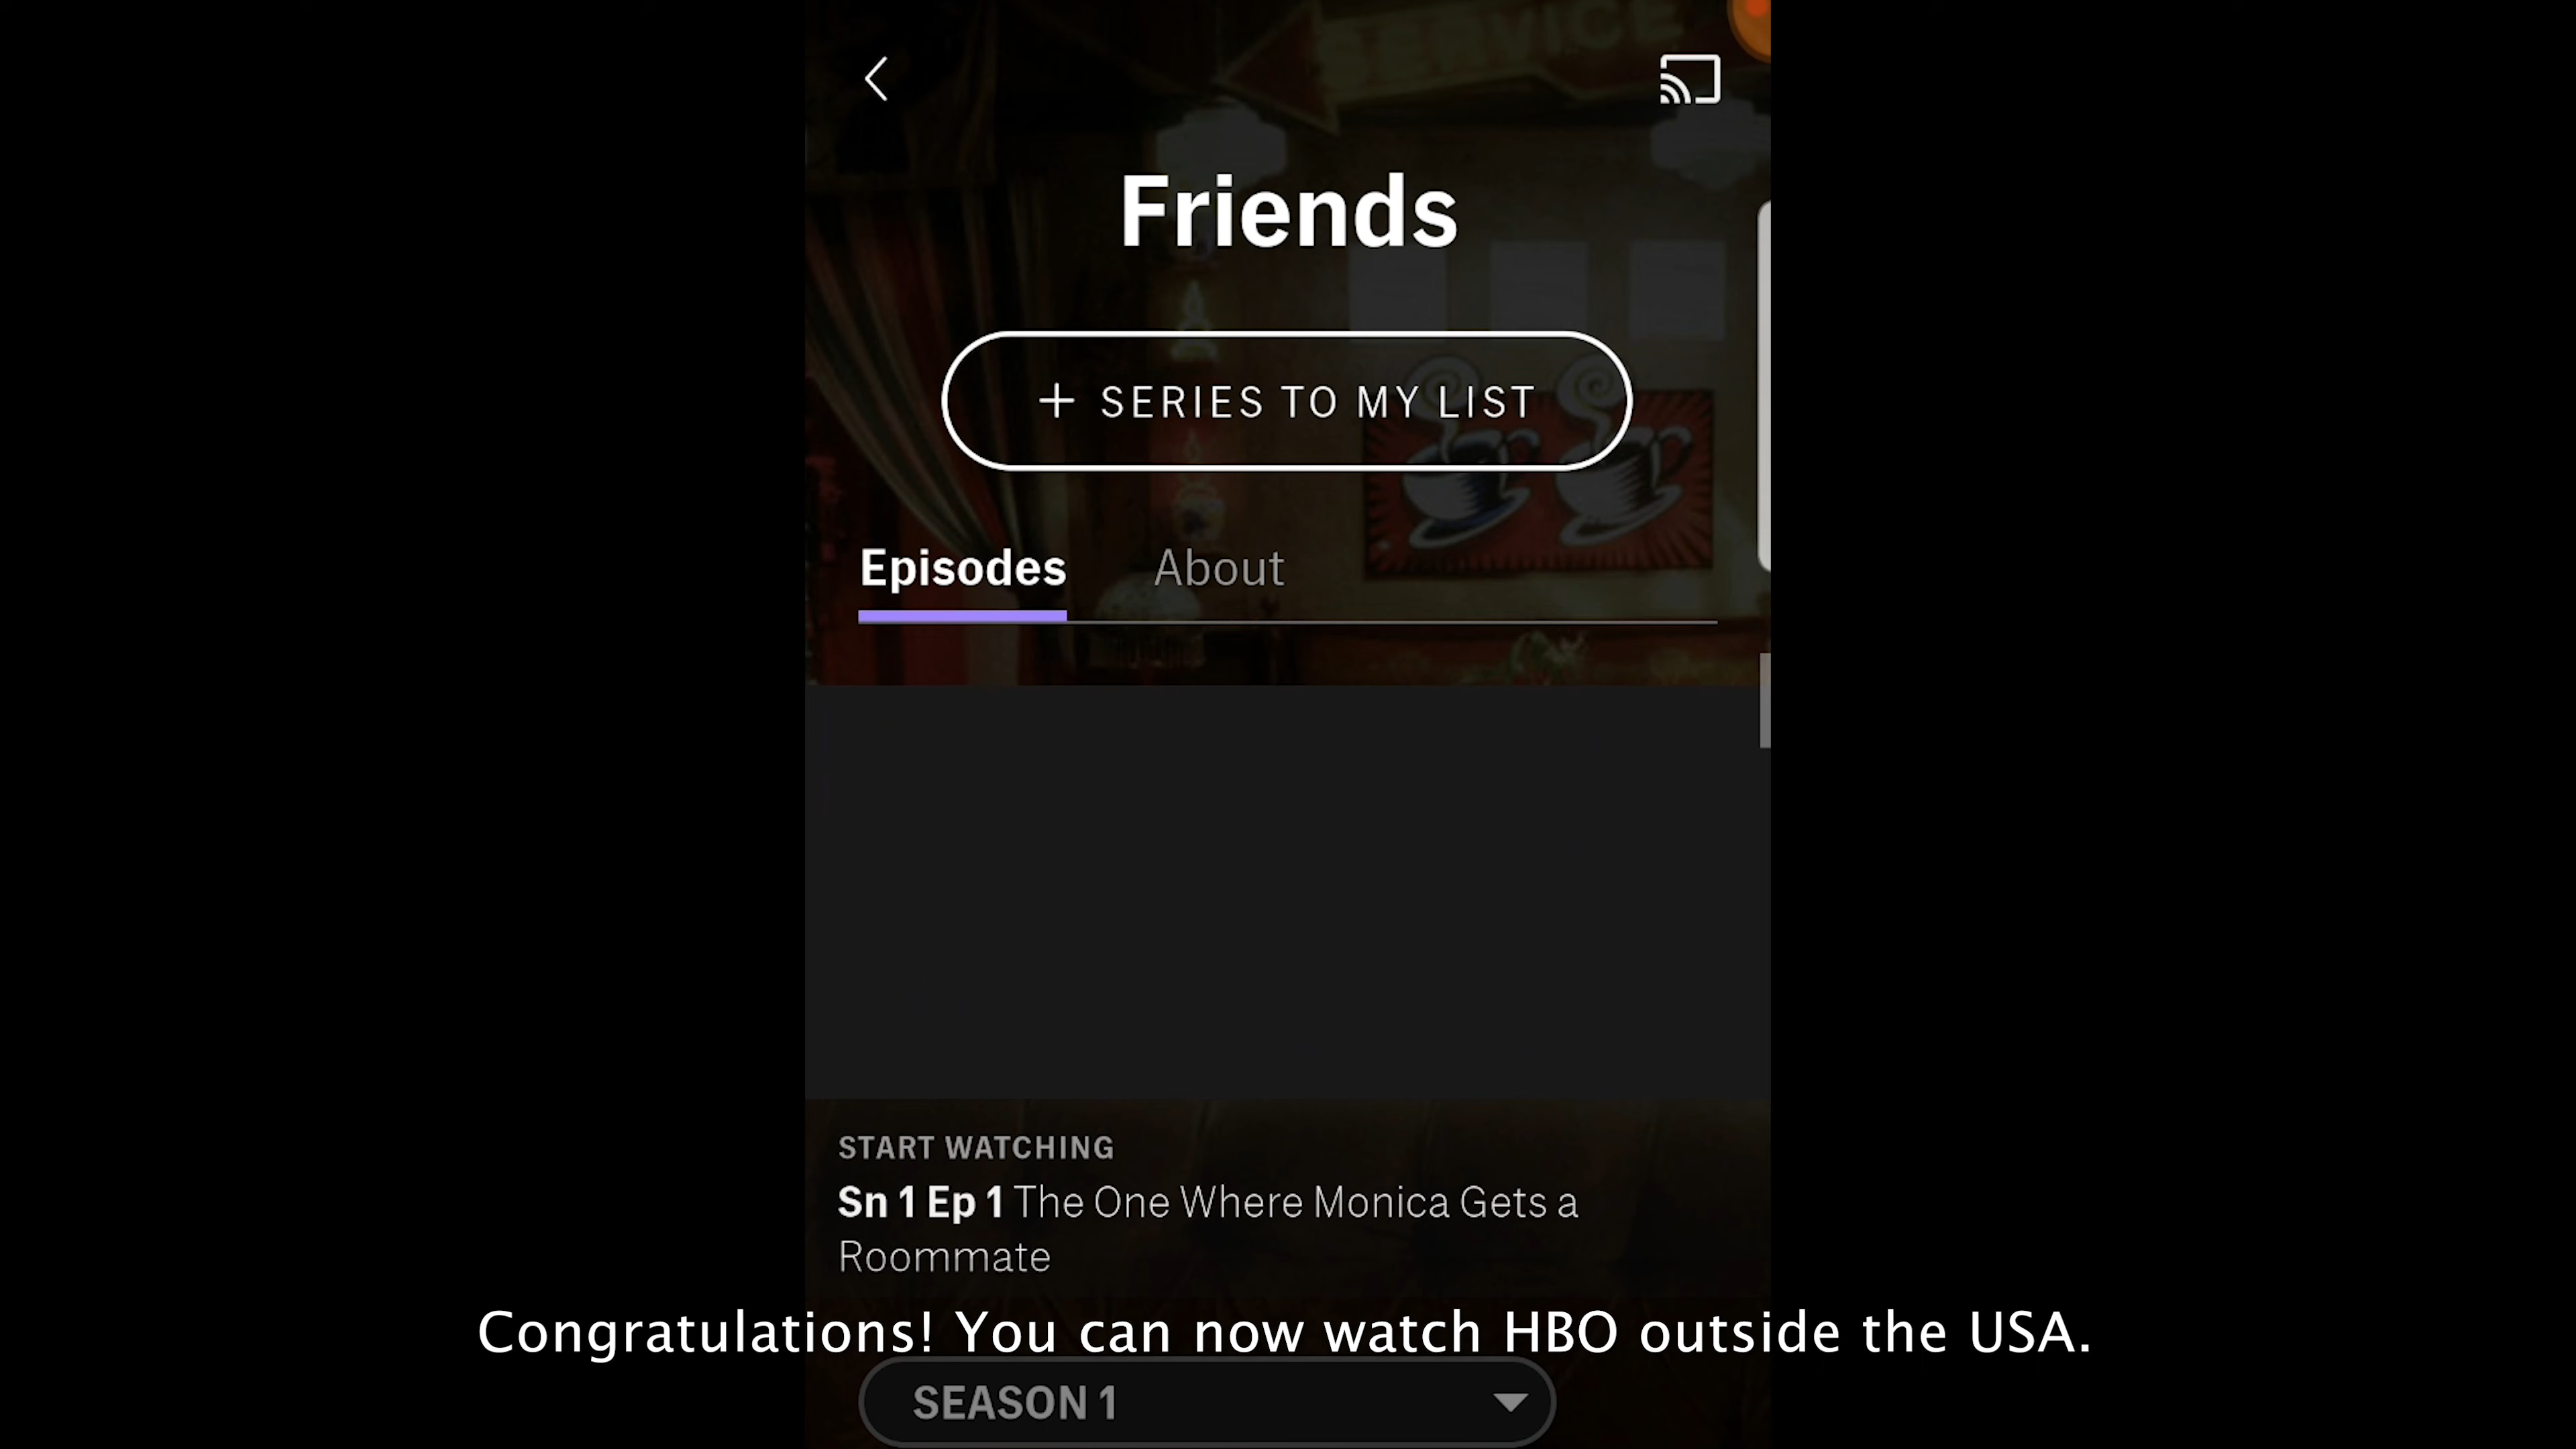 SERVICE
Friends
+ SERIES TO MY LIST
Episodes About
START WATCHING
Sn 1 Ep 1 The One Where Monica Gets a
Roommate
Congratulations! You can now watch HBO outside the USA.
SEASON 1